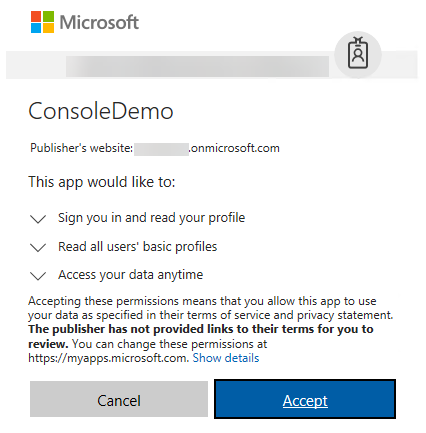 Microsoft
ConsoleDemo
Publisher's website: .onmicrosoft.com
This app would like to:
Sign you in and read your profile
Read all users' basic profiles
Access your data anytime
Accepting these permissions means that you allow this app to use
your data as specified in their terms of service and privacy statement.
The publisher has not provided links to their terms for you to
review. You can change these permissions at
https://myapps.microsoft.com. Show details
Cancel
Accept